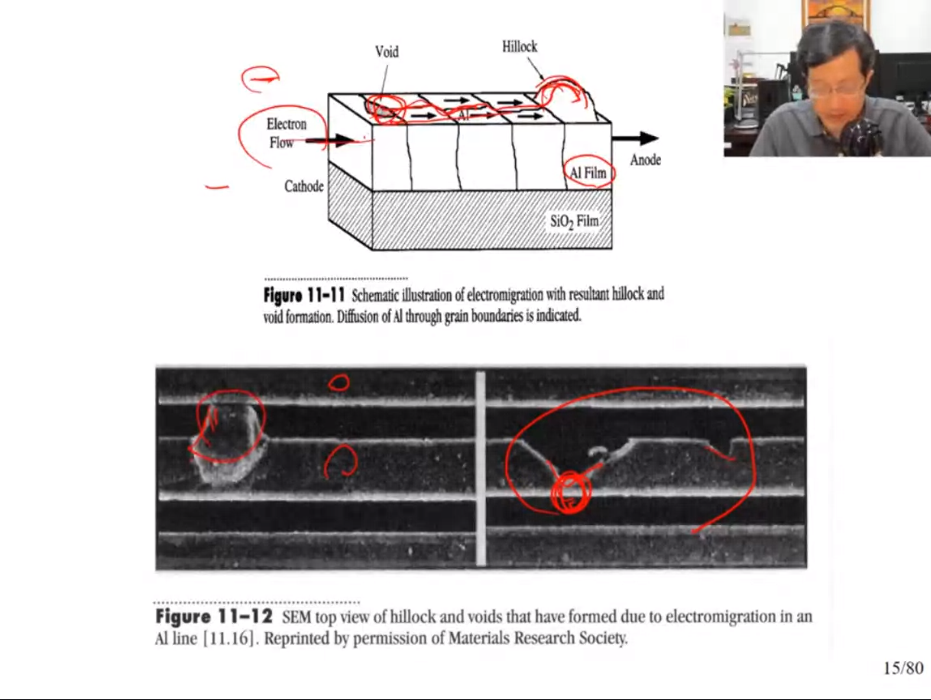 Void
Hillock
Electron
Flow
Al
Anode
Al Film
Cathode
SiO₂ Film
Figure 11–11 Schematic illustration of electromigration with resultant hillock and
void formation. Diffusion of Al through grain boundaries is indicated.
Figure 11–12 SEM top view of hillock and voids that have formed due to electromigration in an
Al line [11.16]. Reprinted by permission of Materials Research Society.
15/80